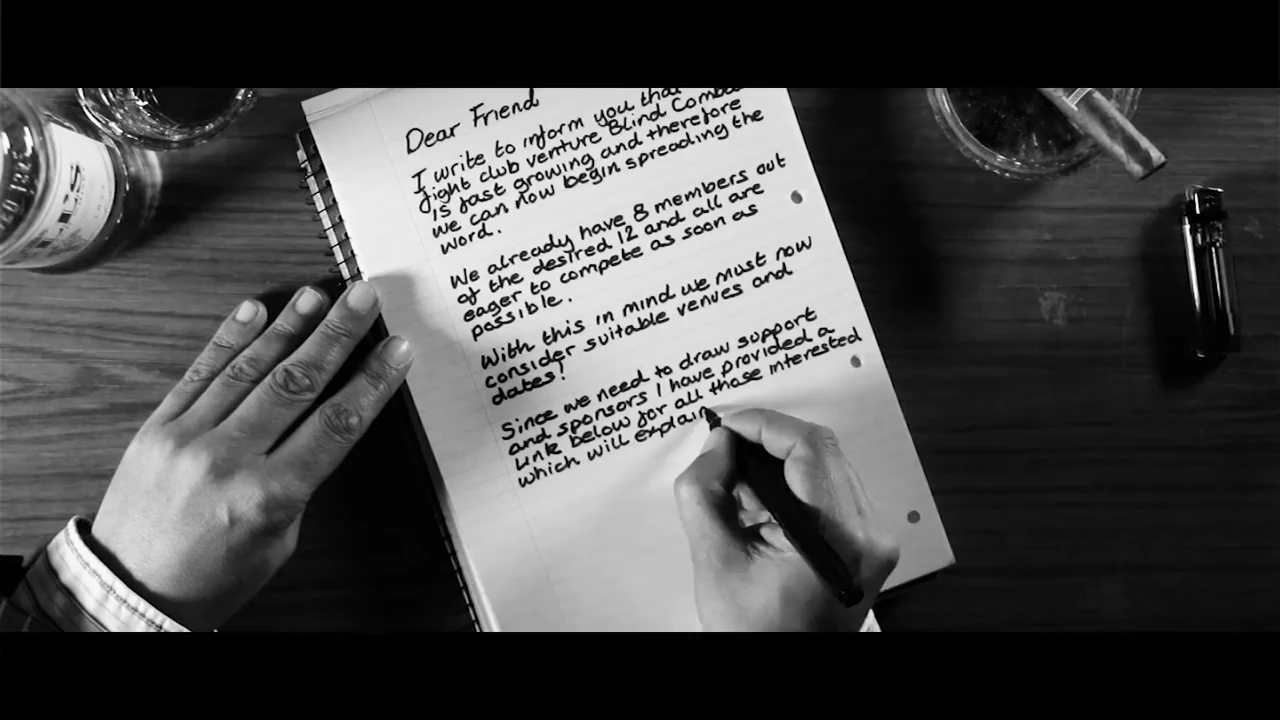 Dear Friend
I write to inform you that
fight club venture Blind Combat
is fast growing and therefore
we can now begin spreading the
word.
We already have 8 members out
of the desired 12 and all are
eager to compete as soon as
possible.
With this in mind we must now
consider suitable venues and
dates!
Since we need to draw support
and sponsors I have provided a
link below for all those interested
which will explain